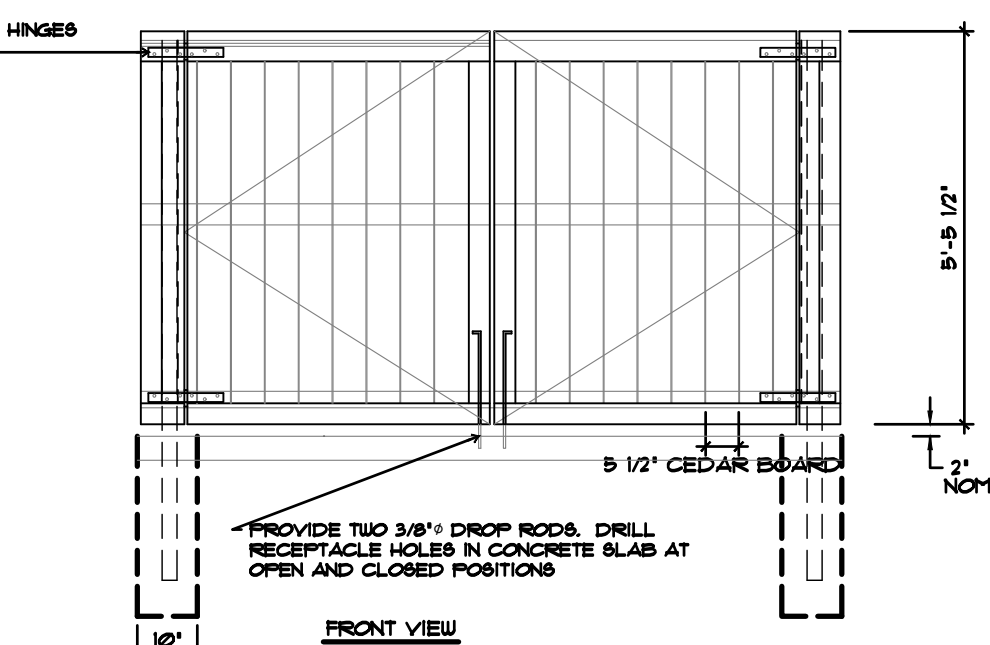 HINGES
5'-5 1/2"
5 1/2" CEDAR BOARD
2"
NOM
PROVIDE TWO 3/8"⌀ DROP RODS. DRILL
RECEPTACLE HOLES IN CONCRETE SLAB AT
OPEN AND CLOSED POSITIONS
FRONT VIEW
10"